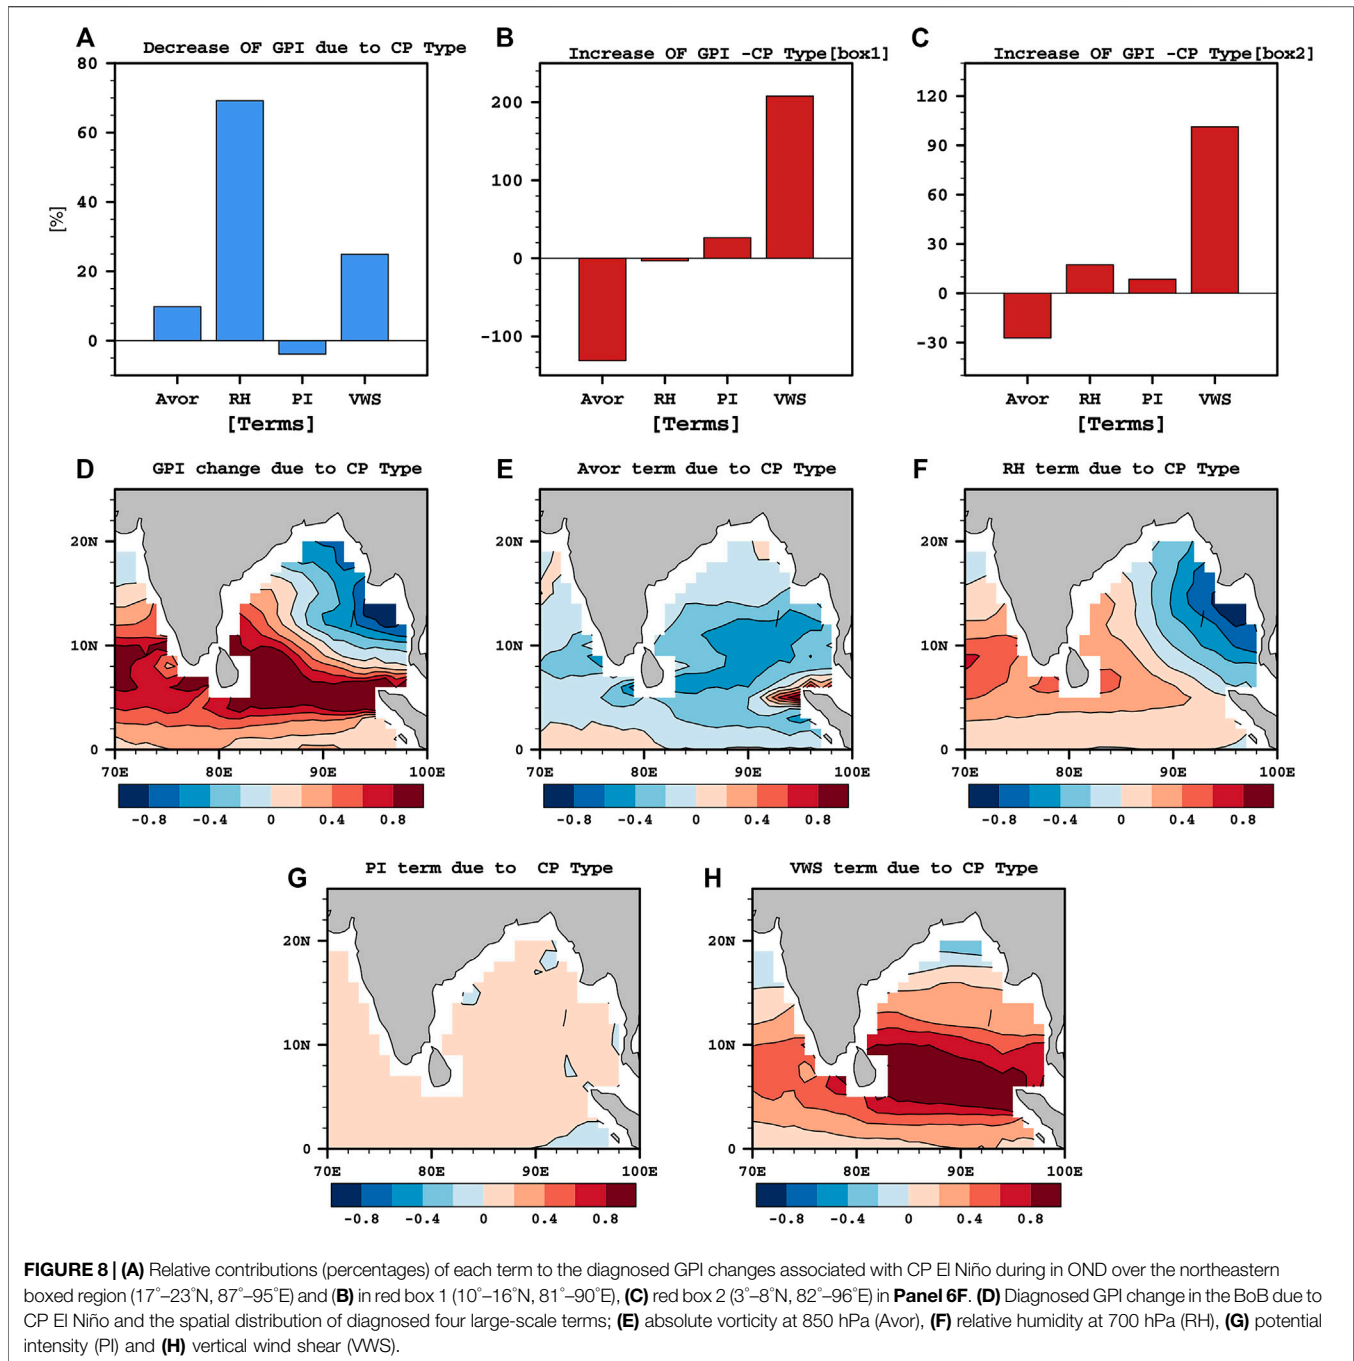 A
Decrease OF GPI due to CP Type
80
60
40
20
0
[%]
Avor RH PI VWS
[Terms]
B
Increase OF GPI -CP Type[box1]
200
100
0
-100
Avor RH PI VWS
[Terms]
C
Increase OF GPI -CP Type[box2]
120
90
60
30
0
-30
Avor RH PI VWS
[Terms]
D
GPI change due to CP Type
20N
10N
0
70E 80E 90E 100E
-0.8 -0.4 0 0.4 0.8
E
Avor term due to CP Type
20N
10N
0
70E 80E 90E 100E
-0.8 -0.4 0 0.4 0.8
F
RH term due to CP Type
20N
10N
0
70E 80E 90E 100E
-0.8 -0.4 0 0.4 0.8
G
PI term due to CP Type
20N
10N
0
70E 80E 90E 100E
-0.8 -0.4 0 0.4 0.8
H
VWS term due to CP Type
20N
10N
0
70E 80E 90E 100E
-0.8 -0.4 0 0.4 0.8
FIGURE 8 | (A) Relative contributions (percentages) of each term to the diagnosed GPI changes associated with CP El Niño during in OND over the northeastern
boxed region (17°–23°N, 87°–95°E) and (B) in red box 1 (10°–16°N, 81°–90°E), (C) red box 2 (3°–8°N, 82°–96°E) in Panel 6F. (D) Diagnosed GPI change in the BoB due to
CP El Niño and the spatial distribution of diagnosed four large-scale terms; (E) absolute vorticity at 850 hPa (Avor), (F) relative humidity at 700 hPa (RH), (G) potential
intensity (PI) and (H) vertical wind shear (VWS).